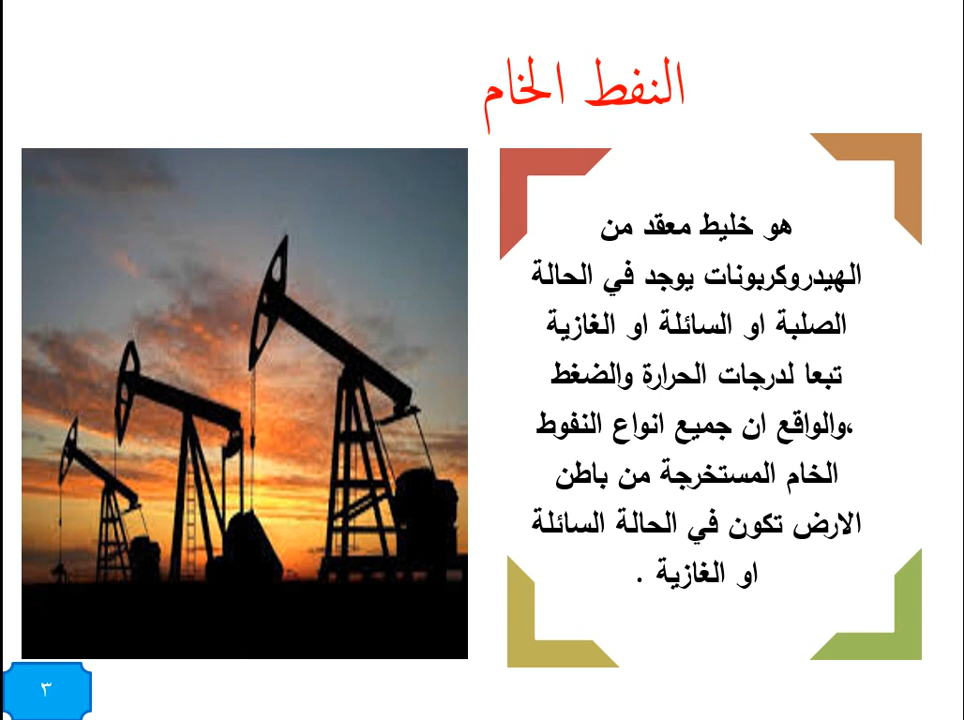 النفط الخام
هو خليط معقد من
الهيدروكربونات يوجد في الحالة
الصلبة او السائلة او الغازية
تبعا لدرجات الحرارة والضغط
،والواقع ان جميع انواع النفوط
الخام المستخرجة من باطن
الارض تكون في الحالة السائلة
او الغازية .
٣